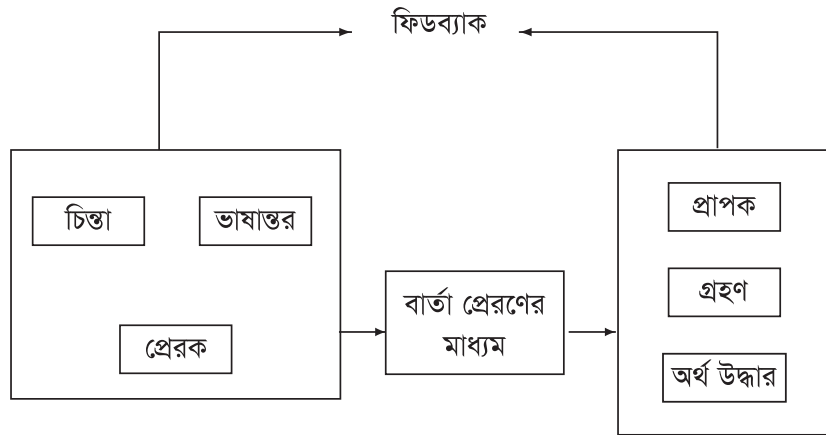 ফিডব্যাক
চিন্তা
ভাষান্তর
প্রেরক
বার্তা প্রেরণের
মাধ্যম
প্রাপক
গ্রহণ
অর্থ উদ্ধার